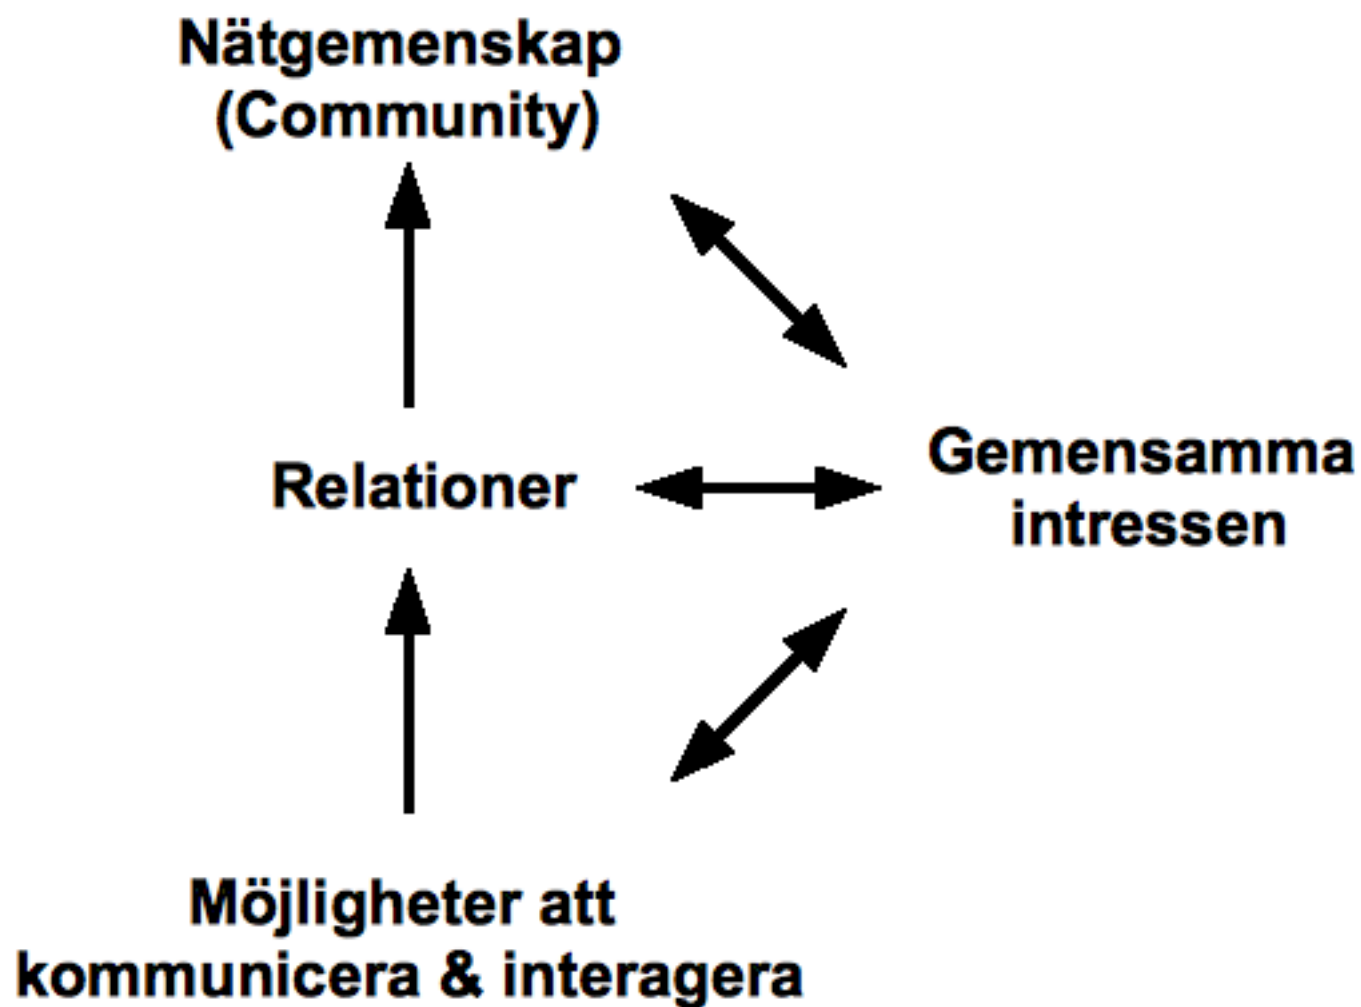 Nätgemenskap
(Community)
Relationer
Gemensamma
intressen
Möjligheter att
kommunicera & interagera